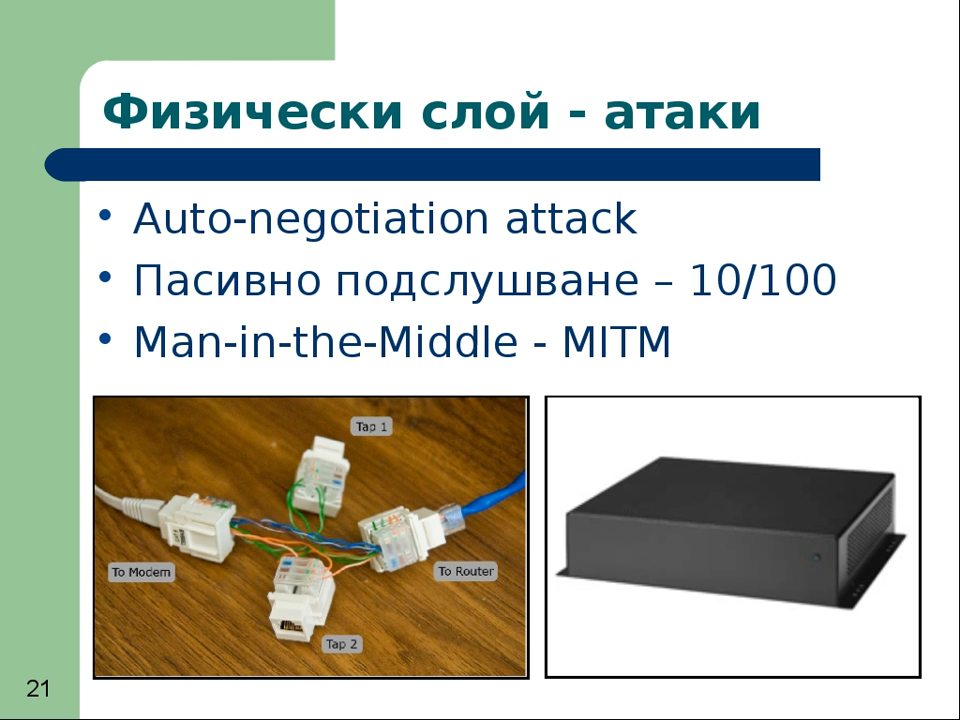 Физически слой - атаки
• Auto-negotiation attack
• Пасивно подслушване – 10/100
• Man-in-the-Middle - MITM
Tap 1
To Modem
To Router
Tap 2
21